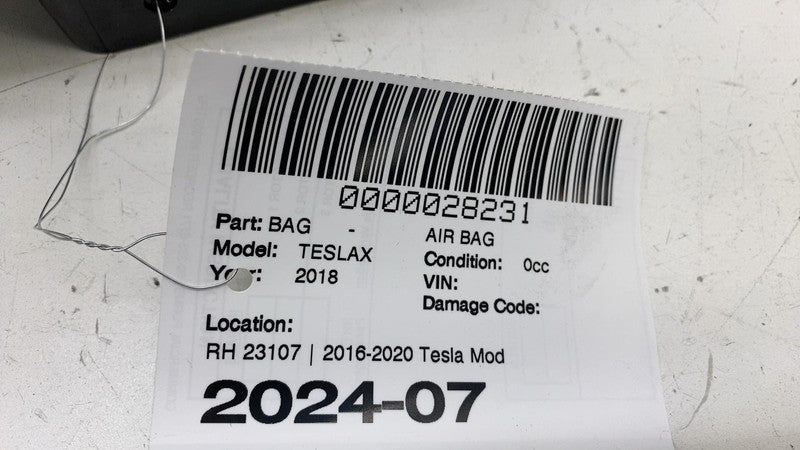 0000028231
Part: BAG - AIR BAG
Model: TESLAX Condition: 0cc
Year: 2018 VIN:
Damage Code:
Location:
RH 23107 | 2016-2020 Tesla Mod
2024-07